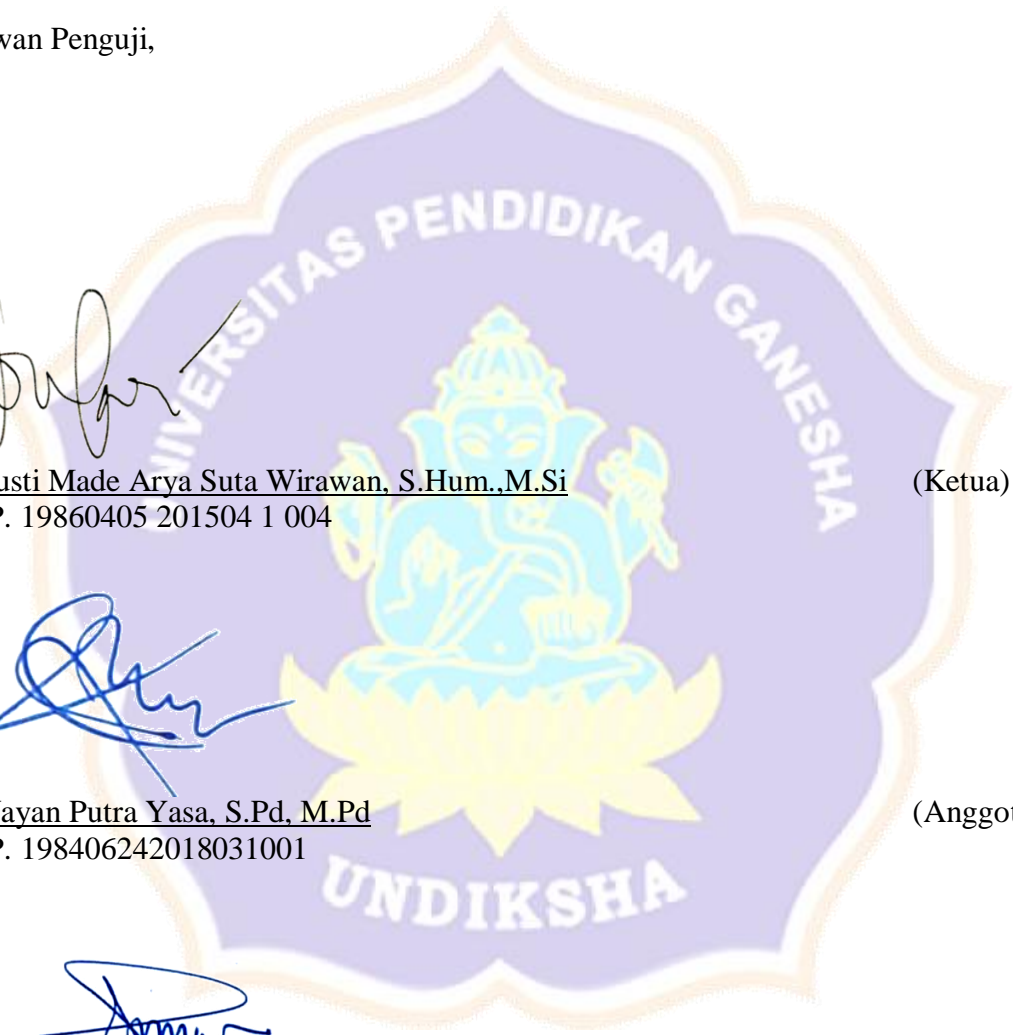 wan Penguji,
UNIVERSITAS PENDIDIKAN GANESHA
usti Made Arya Suta Wirawan, S.Hum.,M.Si (Ketua)
P. 19860405 201504 1 004
ayan Putra Yasa, S.Pd, M.Pd (Anggot
P. 198406242018031001
UNDIKSHA